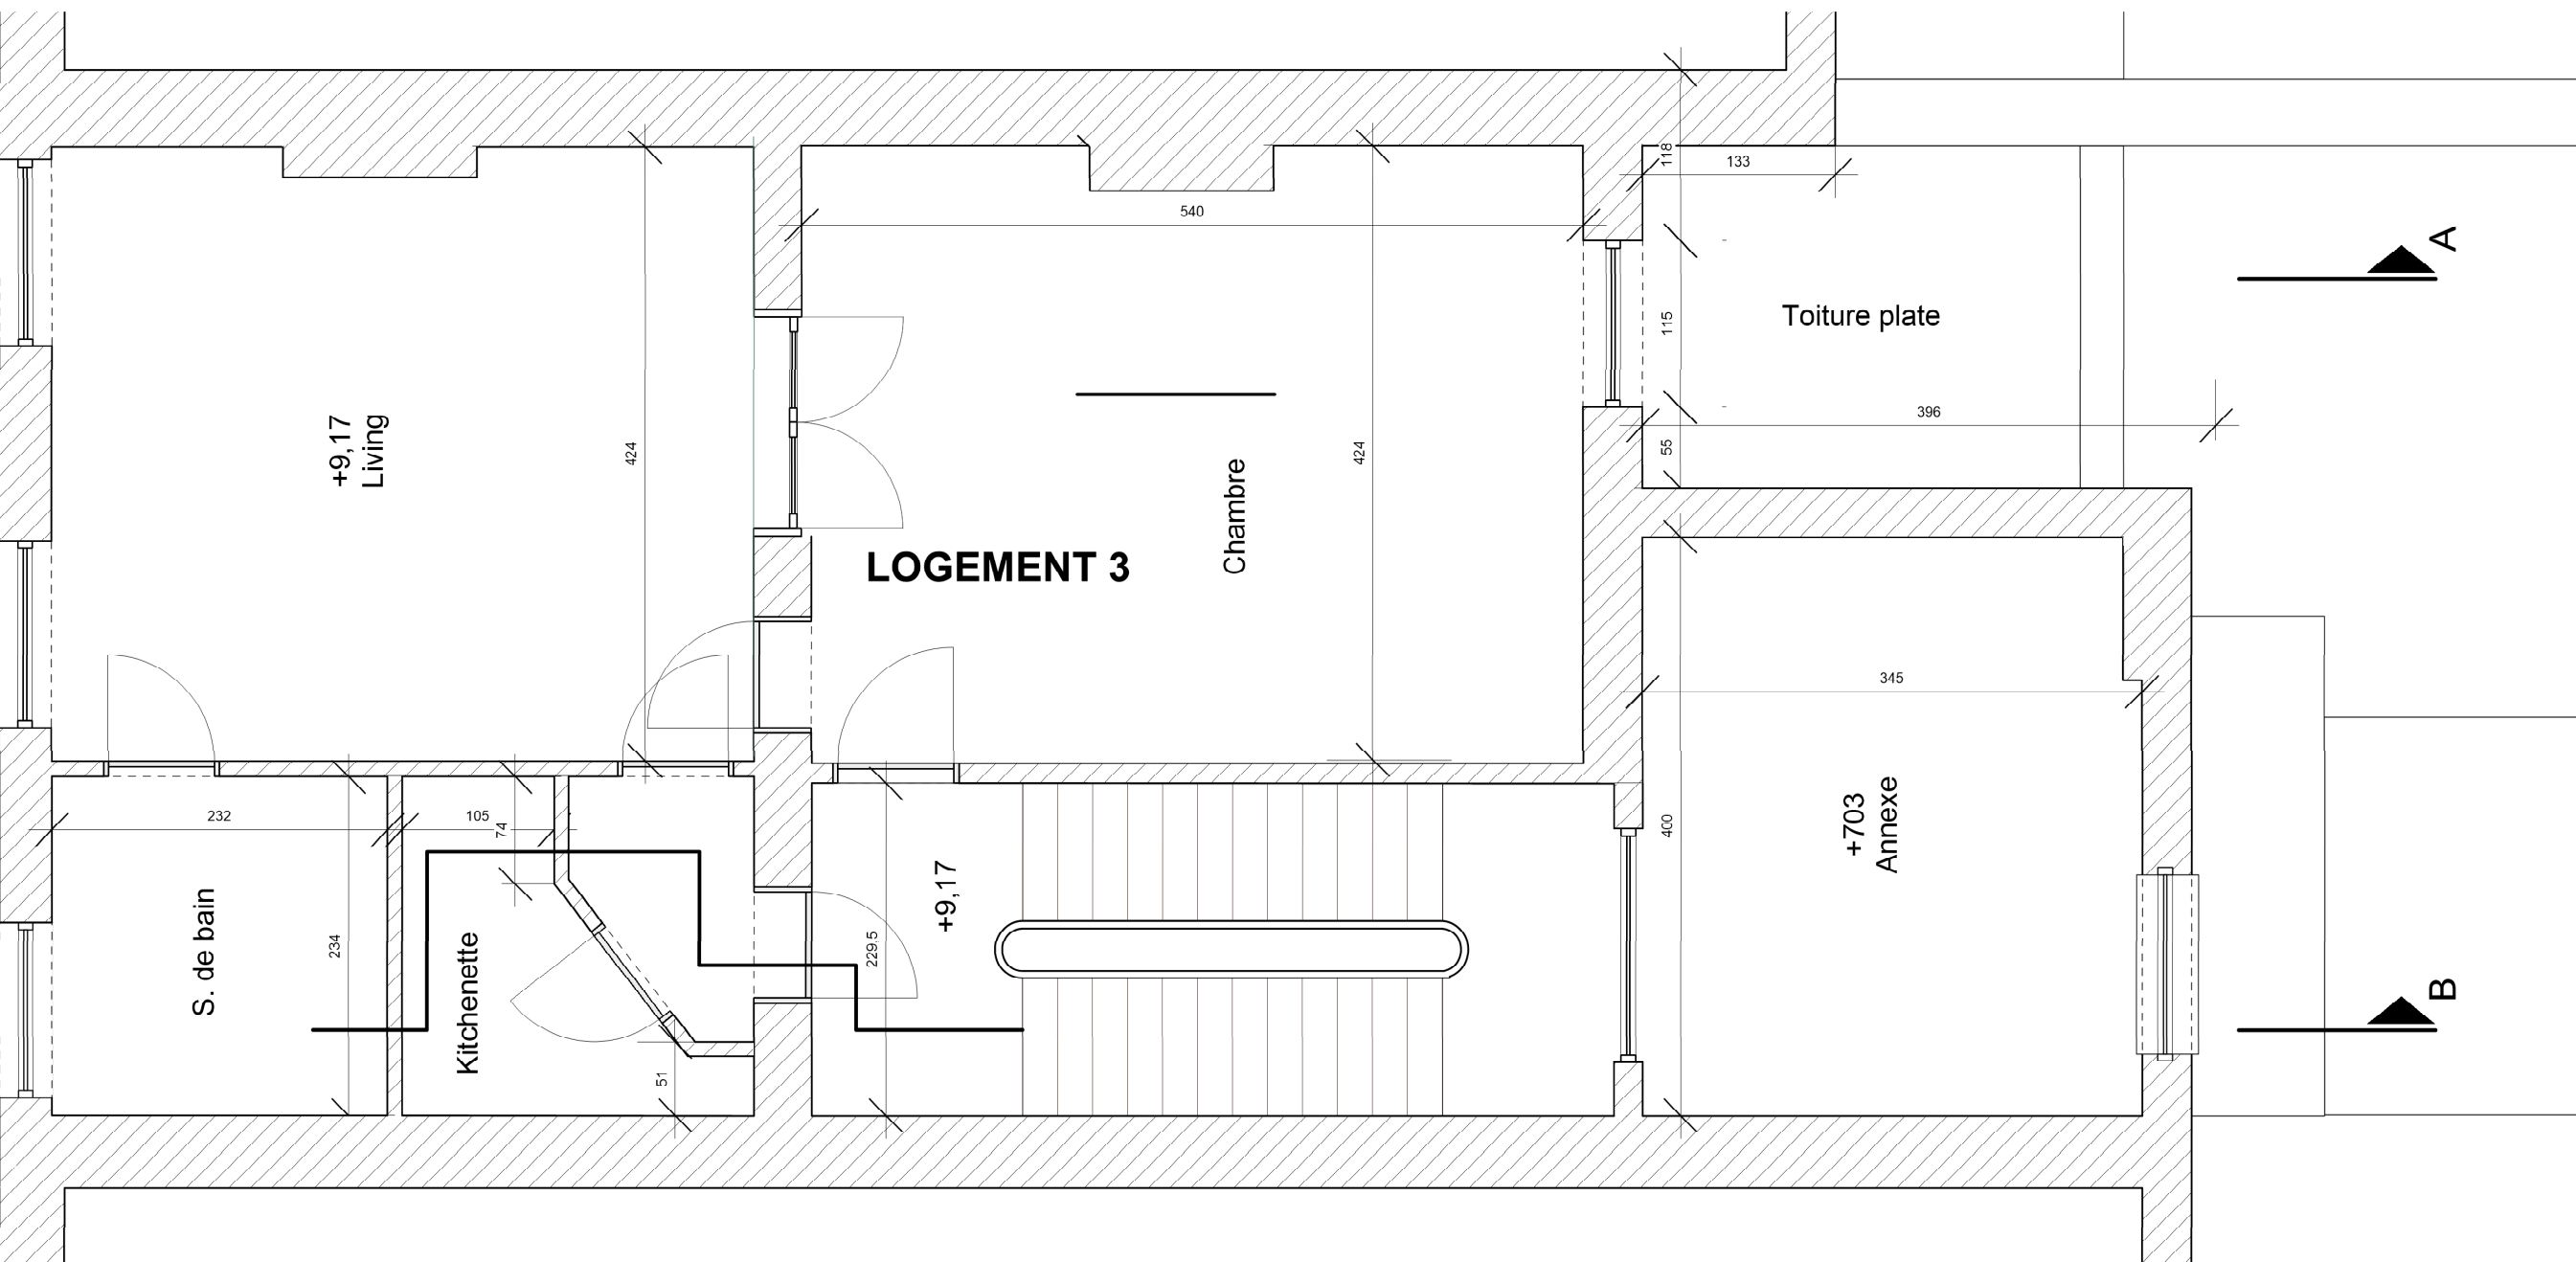 118
133
540
A
Toiture plate
115
396
+9,17
Living
424
424
55
Chambre
LOGEMENT 3
345
232
105
74
400
+703
Annexe
+9,17
S. de bain
234
Kitchenette
229,5
B
51